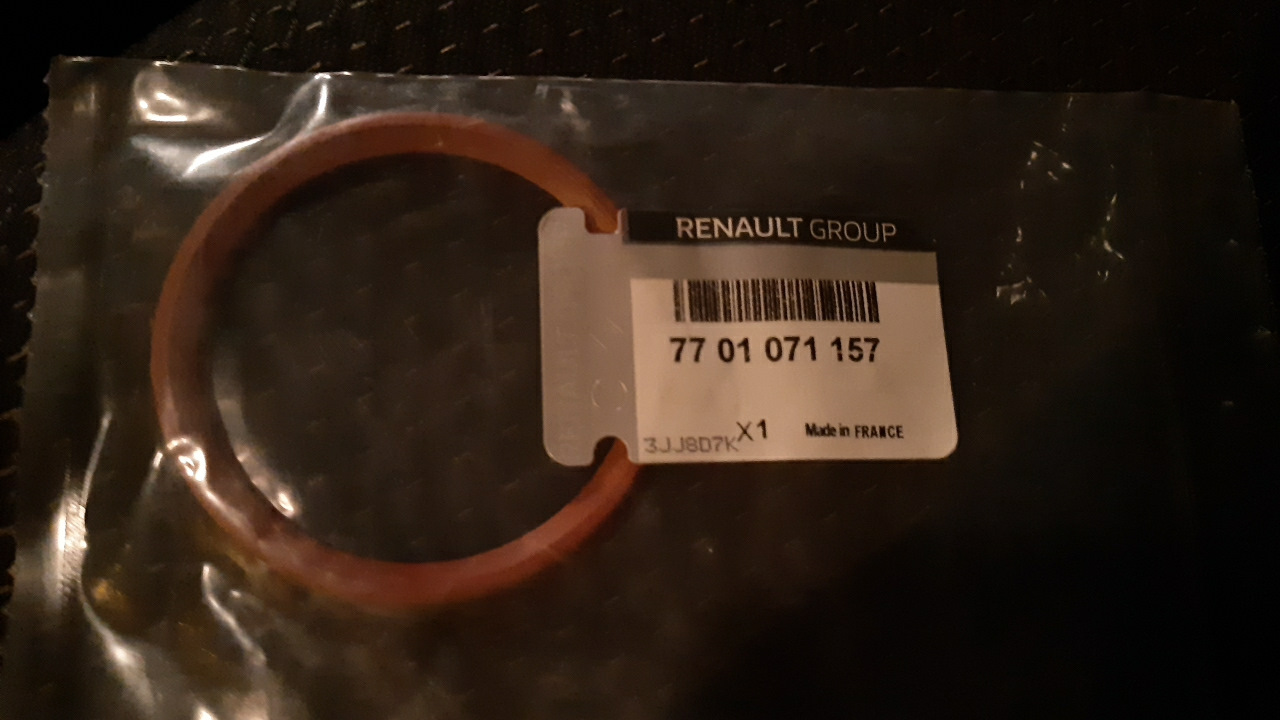 RENAULT GROUP
77 01 071 157
X1
Made in FRANCE
3JJ8D7K